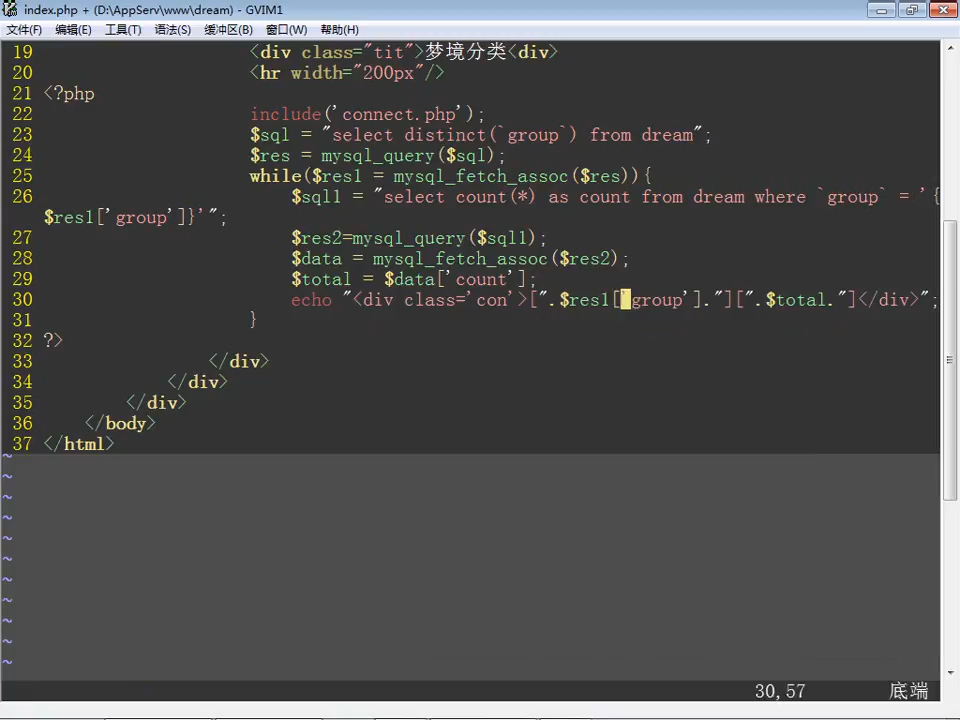 index.php + (D:\AppServ\www\dream) - GVIM1
文件(F) 编辑(E) 工具(T) 语法(S) 缓冲区(B) 窗口(W) 帮助(H)
19 <div class="tit">梦境分类<div>
20 <hr width="200px"/>
21 <?php
22 include('connect.php');
23 $sql = "select distinct(`group`) from dream";
24 $res = mysql_query($sql);
25 while($res1 = mysql_fetch_assoc($res)){
26 $sql1 = "select count(*) as count from dream where `group` = '{
$res1['group']}'";
27 $res2=mysql_query($sql1);
28 $data = mysql_fetch_assoc($res2);
29 $total = $data['count'];
30 echo "<div class='con'>[".$res1['group']."][".$total."]</div>";
31 }
32 ?>
33 </div>
34 </div>
35 </div>
36 </body>
37 </html>
~
~
~
~
~
~
~
~
~
~
~
30,57 底端